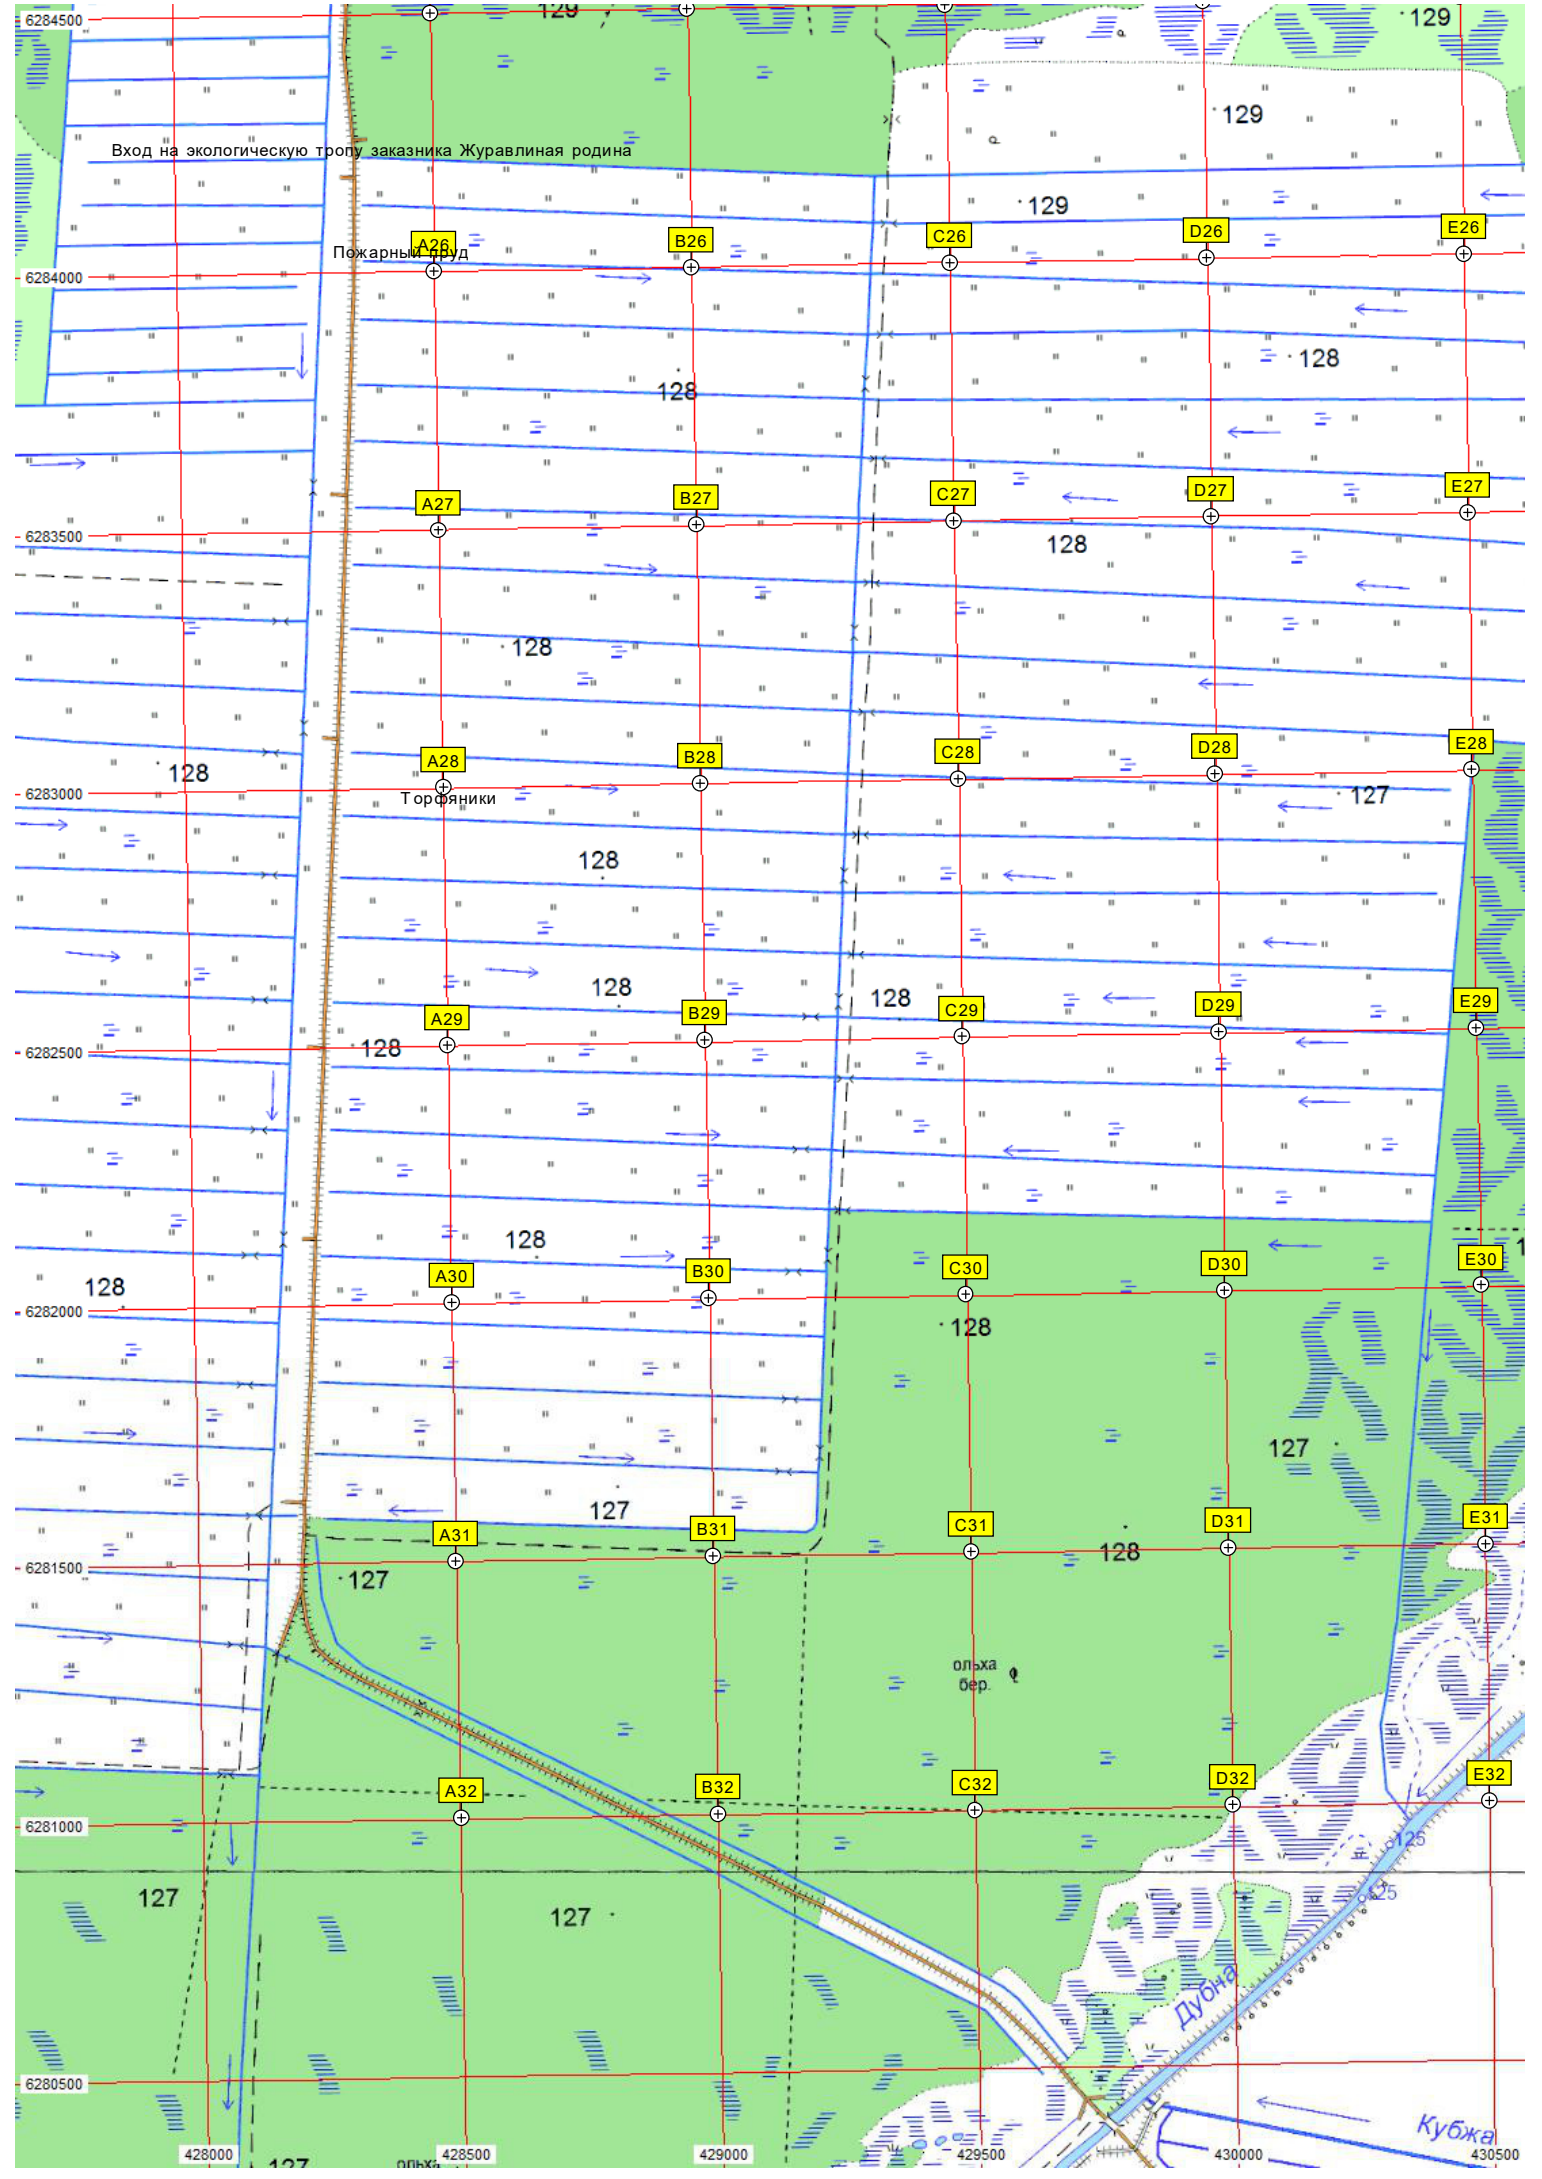 6284500
129
129
129
Вход на экологическую тропу заказника Журавлиная родина
129
A26
B26
C26
D26
E26
Пожарный пруд
6284000
128
128
A27
B27
C27
D27
E27
6283500
128
128
A28
B28
C28
D28
E28
128
6283000
Торфяники
127
128
128
128
A29
B29
C29
D29
E29
128
6282500
128
A30
B30
C30
D30
E30
128
6282000
128
127
127
A31
B31
C31
D31
E31
128
6281500
127
ольха
бер.
A32
B32
C32
D32
E32
6281000
125
127
127
125
Дубна
6280500
Кубжа
428000
428500
429000
429500
430000
430500
127
ольха